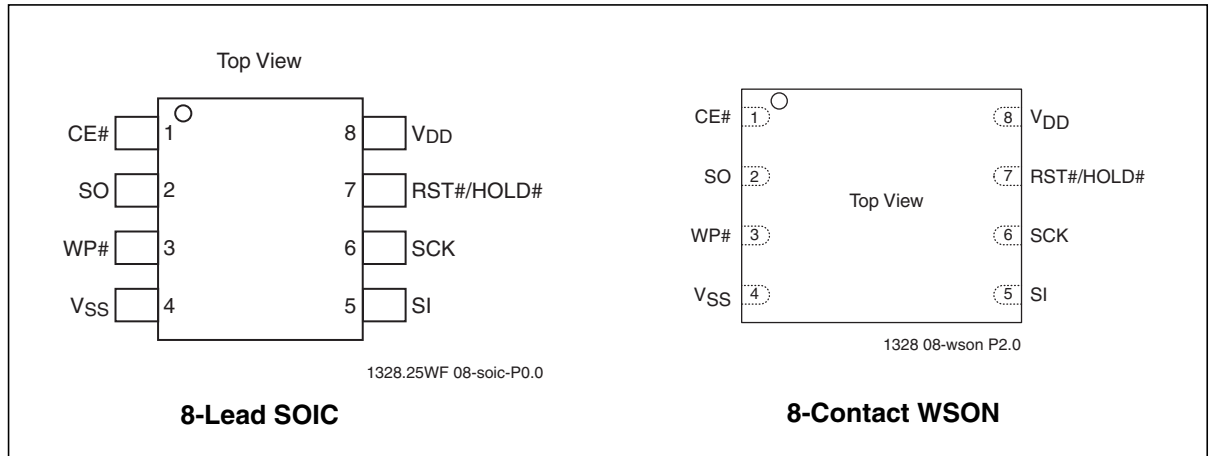 Top View
CE# 1 8 VDD
SO 2 7 RST#/HOLD#
WP# 3 6 SCK
VSS 4 5 SI
1328.25WF 08-soic-P0.0
8-Lead SOIC
CE# 1 8 VDD
SO 2 7 RST#/HOLD#
Top View
WP# 3 6 SCK
VSS 4 5 SI
1328 08-wson P2.0
8-Contact WSON